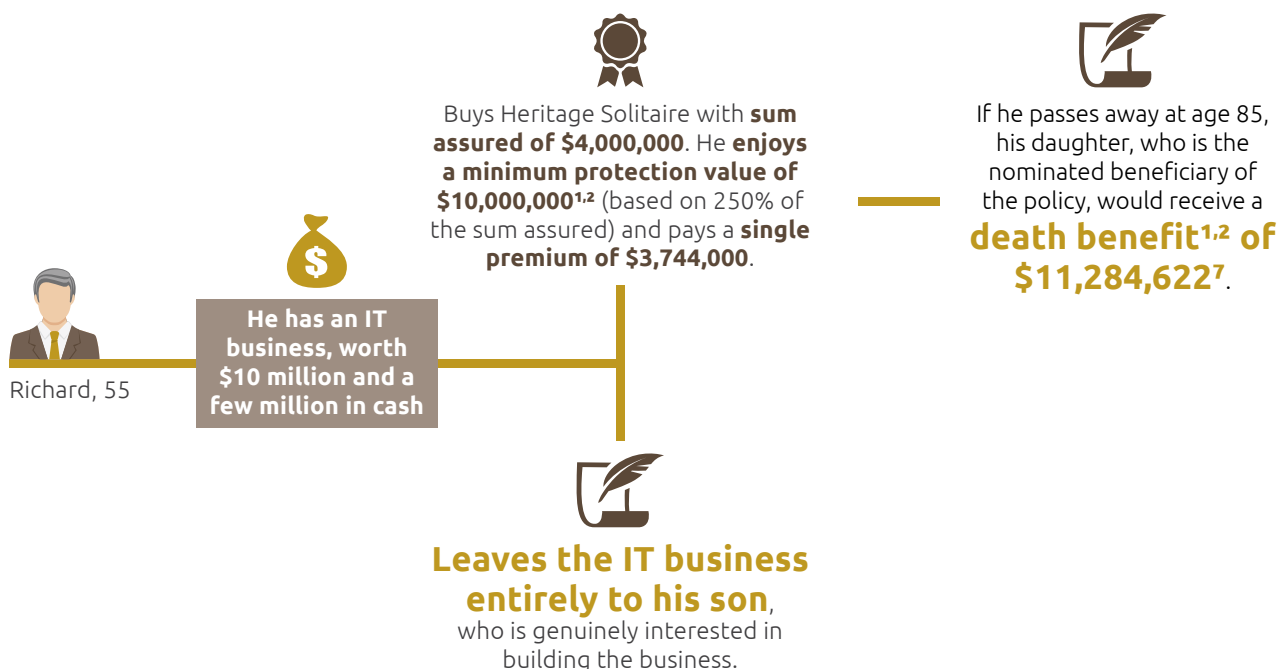 Richard, 55
$
He has an IT
business, worth
$10 million and a
few million in cash
Buys Heritage Solitaire with sum
assured of $4,000,000. He enjoys
a minimum protection value of
$10,000,000¹,² (based on 250% of
the sum assured) and pays a single
premium of $3,744,000.
If he passes away at age 85,
his daughter, who is the
nominated beneficiary of
the policy, would receive a
death benefit¹,² of
$11,284,622⁷.
Leaves the IT business
entirely to his son,
who is genuinely interested in
building the business.